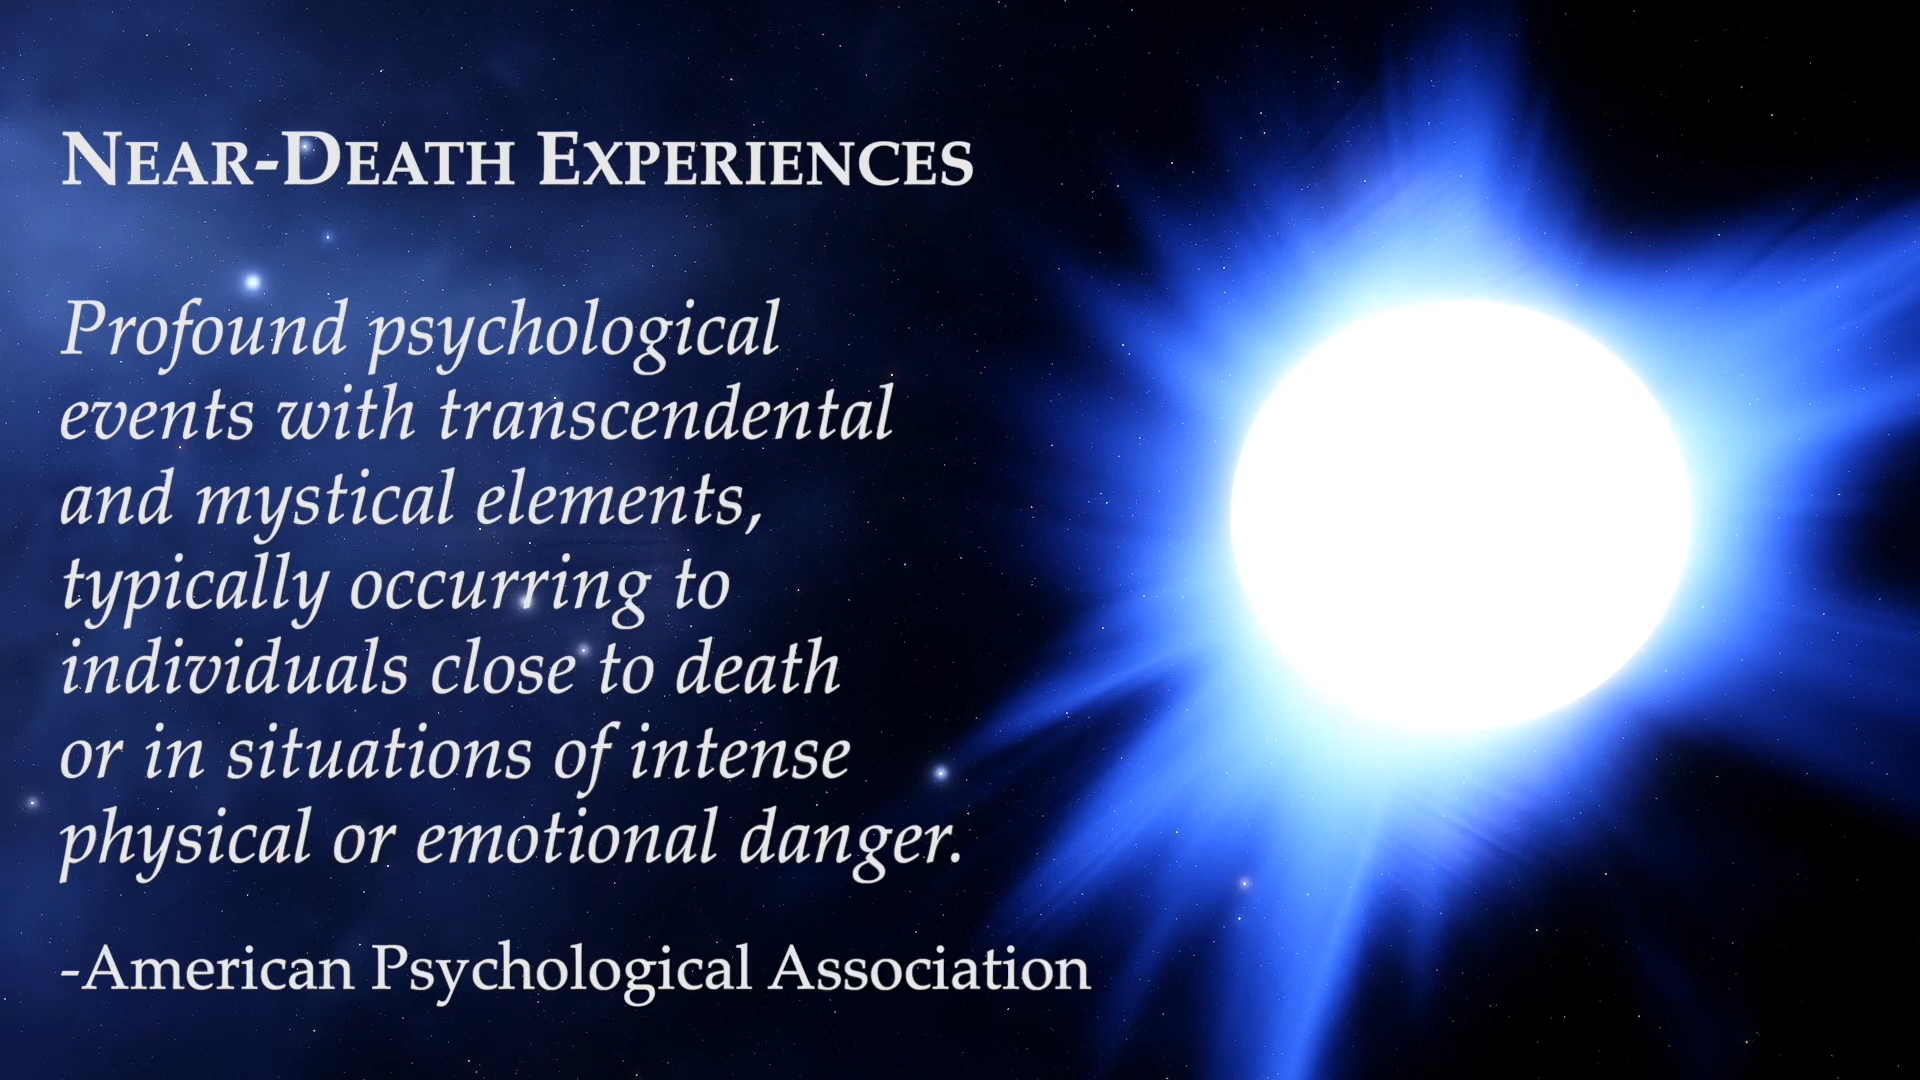 Near-Death Experiences
Profound psychological
events with transcendental
and mystical elements,
typically occurring to
individuals close to death
or in situations of intense
physical or emotional danger.
-American Psychological Association